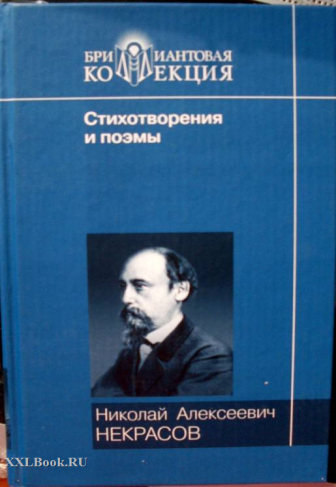 БРИЛЛИАНТОВАЯ
КОЛЛЕКЦИЯ
Стихотворения
и поэмы
Николай Алексеевич
НЕКРАСОВ
XXLBook.RU